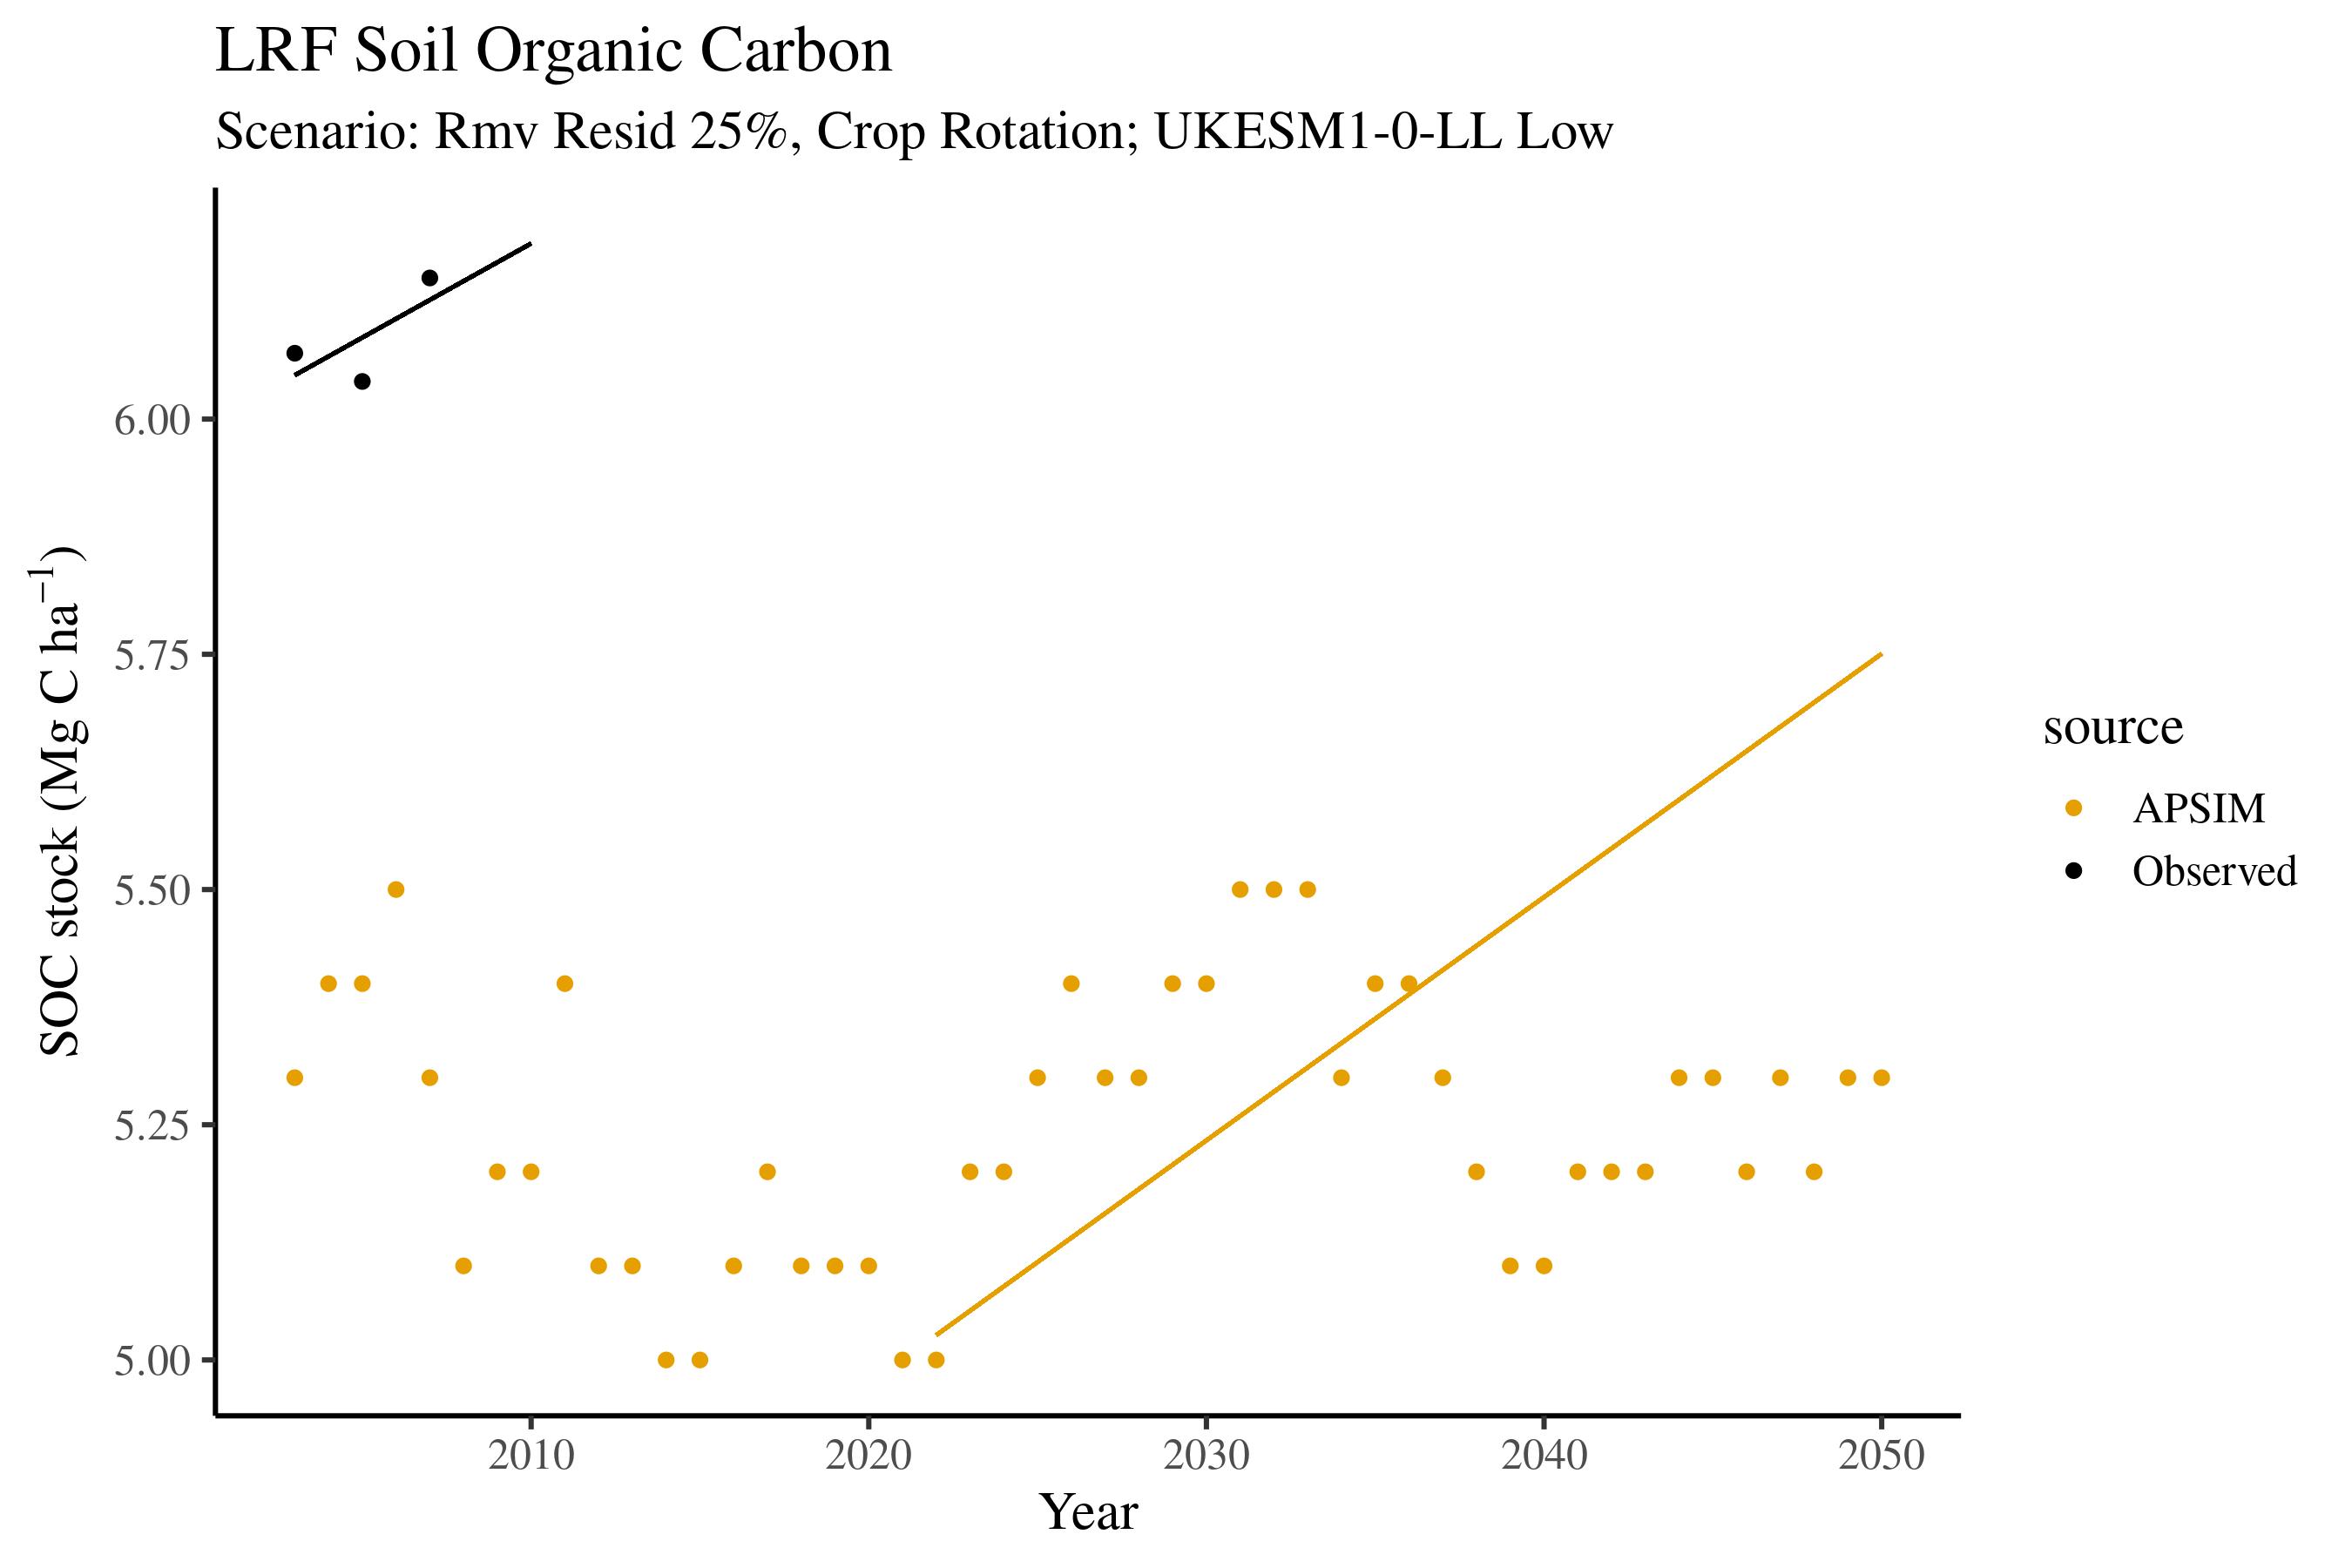 LRF Soil Organic Carbon
Scenario: Rmv Resid 25%, Crop Rotation; UKESM1-0-LL Low
SOC stock (Mg C ha⁻¹)
6.00
5.75
5.50
5.25
5.00
2010 2020 2030 2040 2050
Year
source
APSIM
Observed